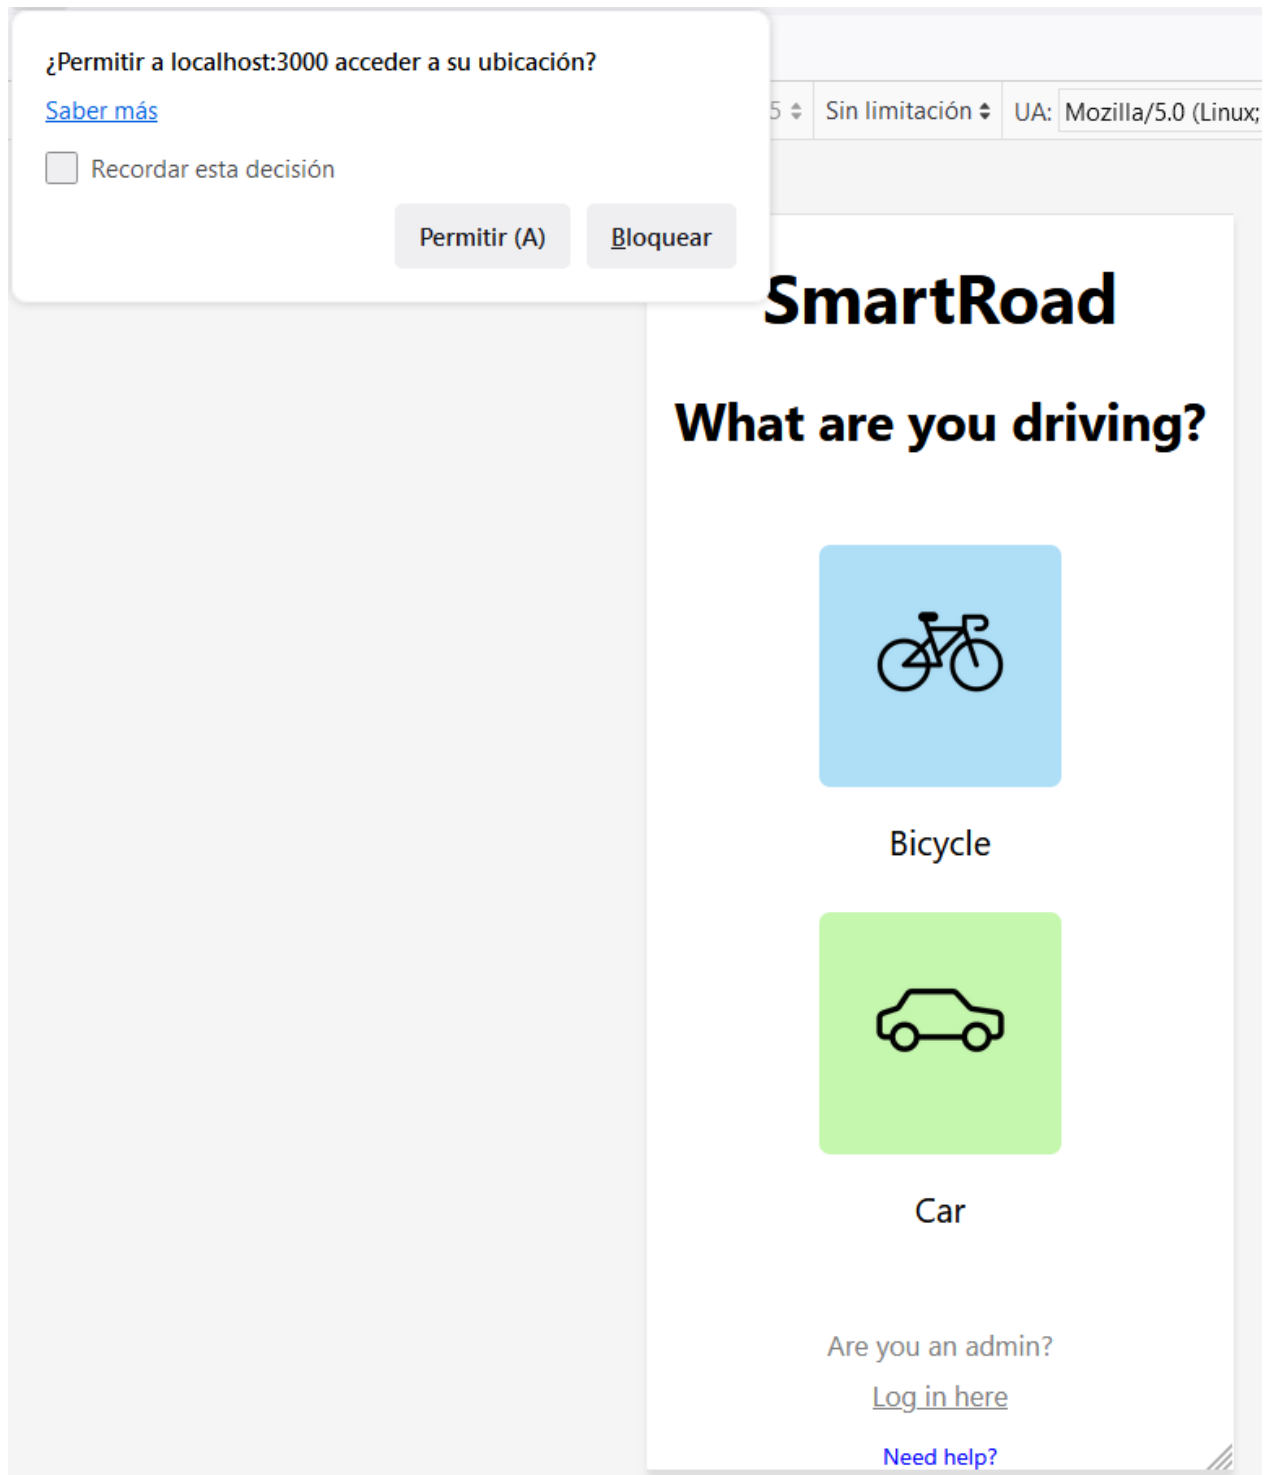 ¿Permitir a localhost:3000 acceder a su ubicación?
Saber más
Recordar esta decisión
Permitir (A)
Bloquear
5 Sin limitación UA: Mozilla/5.0 (Linux;
SmartRoad
What are you driving?
Bicycle
Car
Are you an admin?
Log in here
Need help?